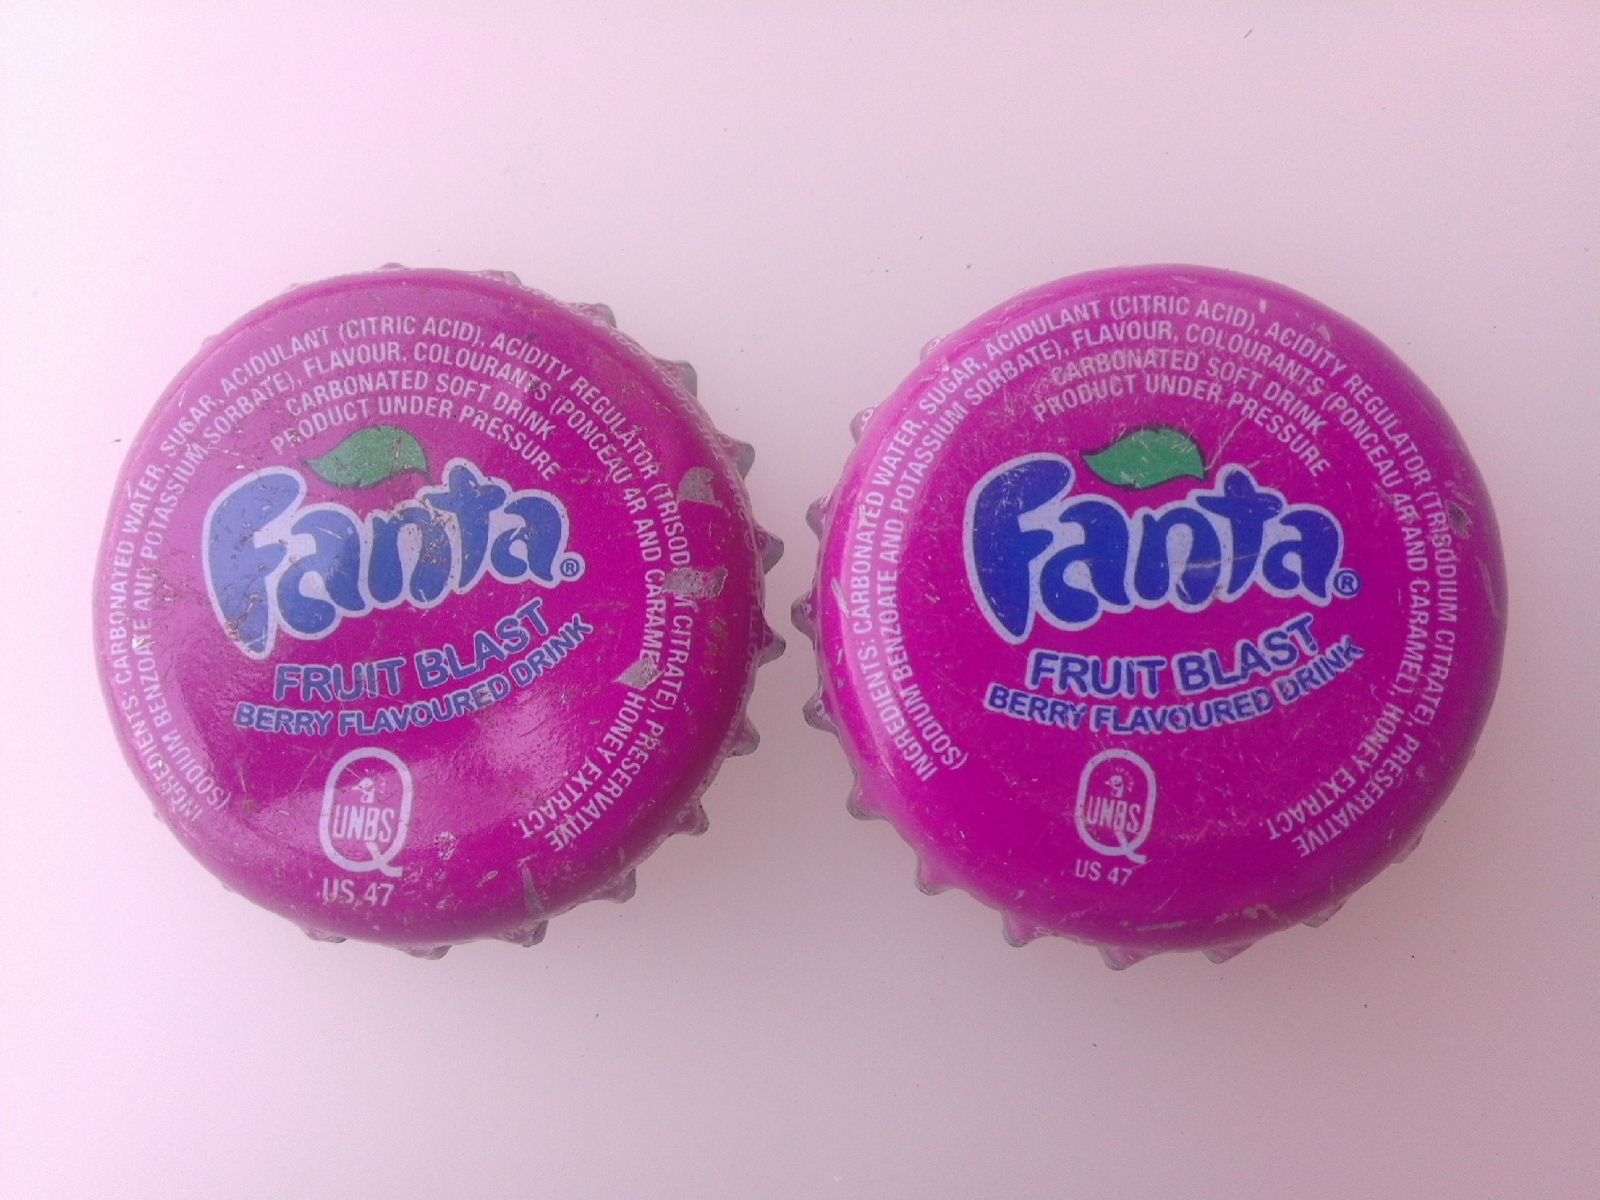 INGREDIENTS: CARBONATED WATER, SUGAR, ACIDULANT (CITRIC ACID), ACIDITY REGULATOR (TRISODIUM CITRATE), PRESERVATIVE
(SODIUM BENZOATE AND POTASSIUM SORBATE), FLAVOUR, COLOURANTS (PONCEAU 4R AND CARAMEL), HONEY EXTRACT.
CARBONATED SOFT DRINK
PRODUCT UNDER PRESSURE
Fanta®
FRUIT BLAST
BERRY FLAVOURED DRINK
UNBS
US 47
INGREDIENTS: CARBONATED WATER, SUGAR, ACIDULANT (CITRIC ACID), ACIDITY REGULATOR (TRISODIUM CITRATE), PRESERVATIVE
(SODIUM BENZOATE AND POTASSIUM SORBATE), FLAVOUR, COLOURANTS (PONCEAU 4R AND CARAMEL), HONEY EXTRACT.
CARBONATED SOFT DRINK
PRODUCT UNDER PRESSURE
Fanta®
FRUIT BLAST
BERRY FLAVOURED DRINK
UNBS
US 47